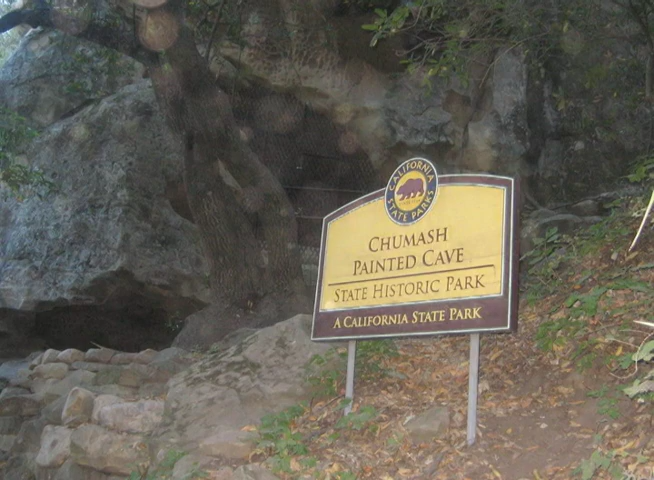 CALIFORNIA
STATE PARKS
CHUMASH
PAINTED CAVE
STATE HISTORIC PARK
A CALIFORNIA STATE PARK